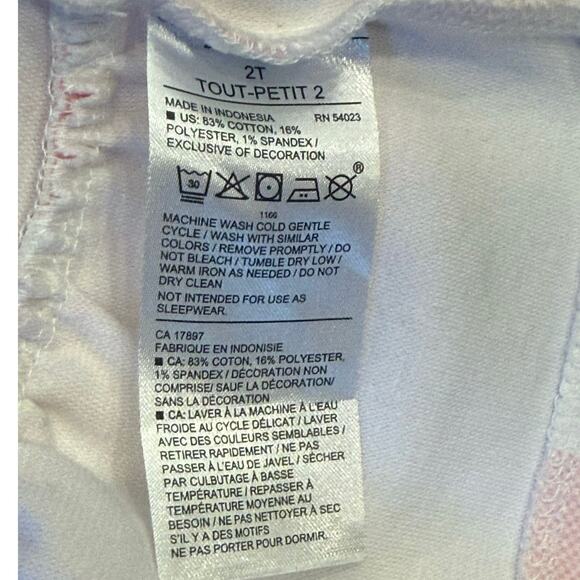 2T
TOUT-PETIT 2
MADE IN INDONESIA RN 54023
■ US: 83% COTTON, 16%
POLYESTER, 1% SPANDEX /
EXCLUSIVE OF DECORATION
30
®
1166
MACHINE WASH COLD GENTLE
CYCLE / WASH WITH SIMILAR
COLORS / REMOVE PROMPTLY / DO
NOT BLEACH / TUMBLE DRY LOW /
WARM IRON AS NEEDED / DO NOT
DRY CLEAN
NOT INTENDED FOR USE AS
SLEEPWEAR.
CA 17897
FABRIQUE EN INDONISIE
■ CA: 83% COTON, 16% POLYESTER,
1% SPANDEX / DÉCORATION NON
COMPRISE/ SAUF LA DÉCORATION/
SANS LA DÉCORATION
■ CA: LAVER À LA MACHINE À L'EAU
FROIDE AU CYCLE DÉLICAT / LAVER
AVEC DES COULEURS SEMBLABLES /
RETIRER RAPIDEMENT / NE PAS
PASSER À L'EAU DE JAVEL / SÉCHER
PAR CULBUTAGE À BASSE
TEMPÉRATURE / REPASSER À
TEMPÉRATURE MOYENNE AU
BESOIN / NE PAS NETTOYER À SEC
S'IL Y A DES MOTIFS
NE PAS PORTER POUR DORMIR.